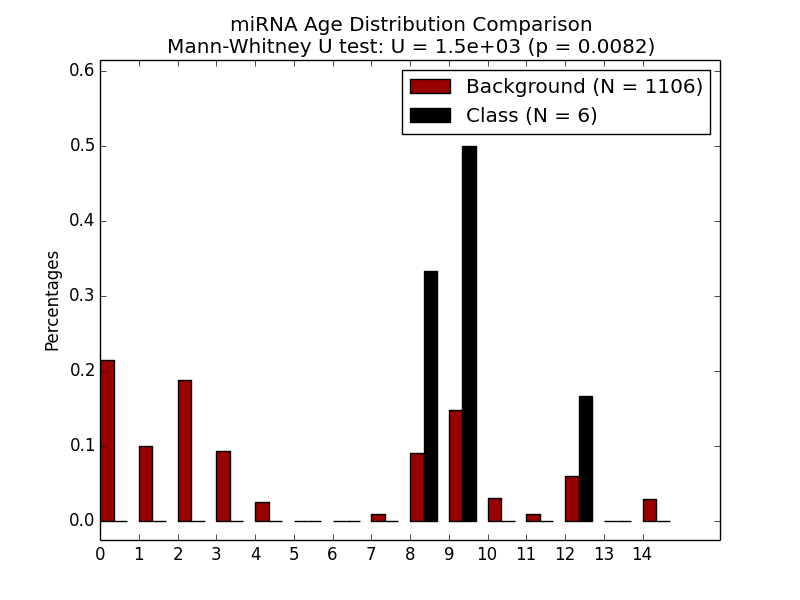 miRNA Age Distribution Comparison
Mann-Whitney U test: U = 1.5e+03 (p = 0.0082)
Background (N = 1106)
Class (N = 6)
Percentages
0.6
0.5
0.4
0.3
0.2
0.1
0.0
0 1 2 3 4 5 6 7 8 9 10 11 12 13 14